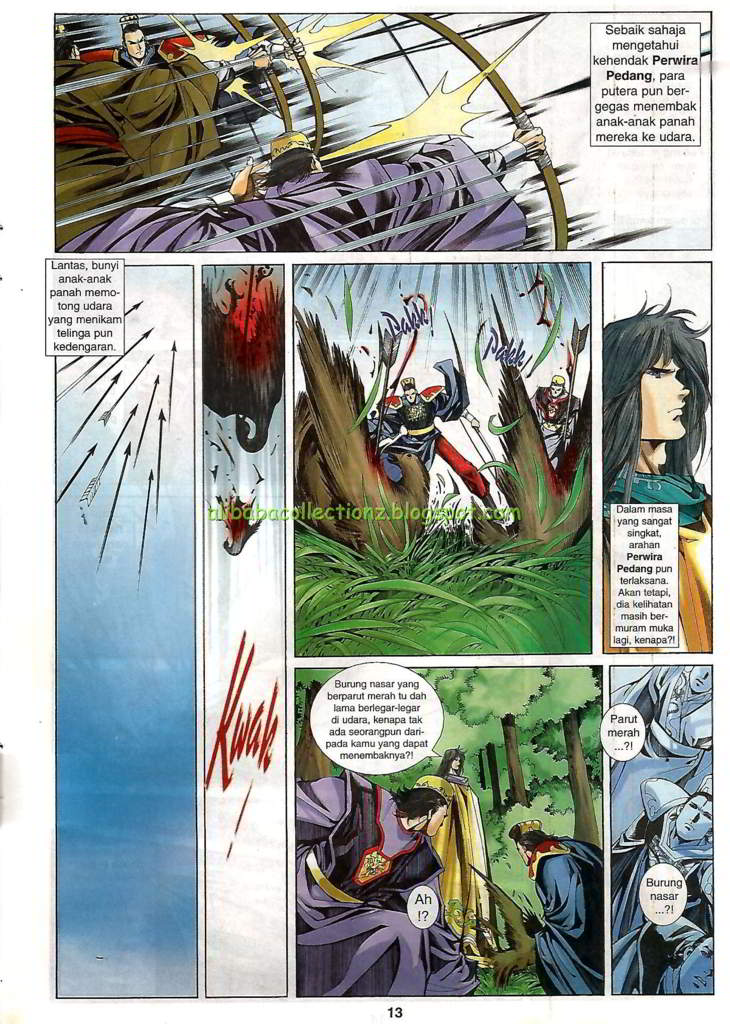 Sebaik sahaja
mengetahui
kehendak Perwira
Pedang, para
putera pun ber-
gegas menembak
anak-anak panah
mereka ke udara.
Lantas, bunyi
anak-anak
panah memo-
tong udara
yang menikam
telinga pun
kedengaran.
Pakk!
Pakk!
alibabacollectionz.blogspot.com
Dalam masa
yang sangat
singkat,
arahan
Perwira
Pedang pun
terlaksana.
Akan tetapi,
dia kelihatan
masih ber-
muram muka
lagi, kenapa?!
Kwak
Burung nasar yang
berparut merah tu dah
lama berlegar-legar
di udara, kenapa tak
ada seorangpun dari-
pada kamu yang dapat
menembaknya?!
Ah
!?
Parut
merah
...?!
Burung
nasar
...?!
13